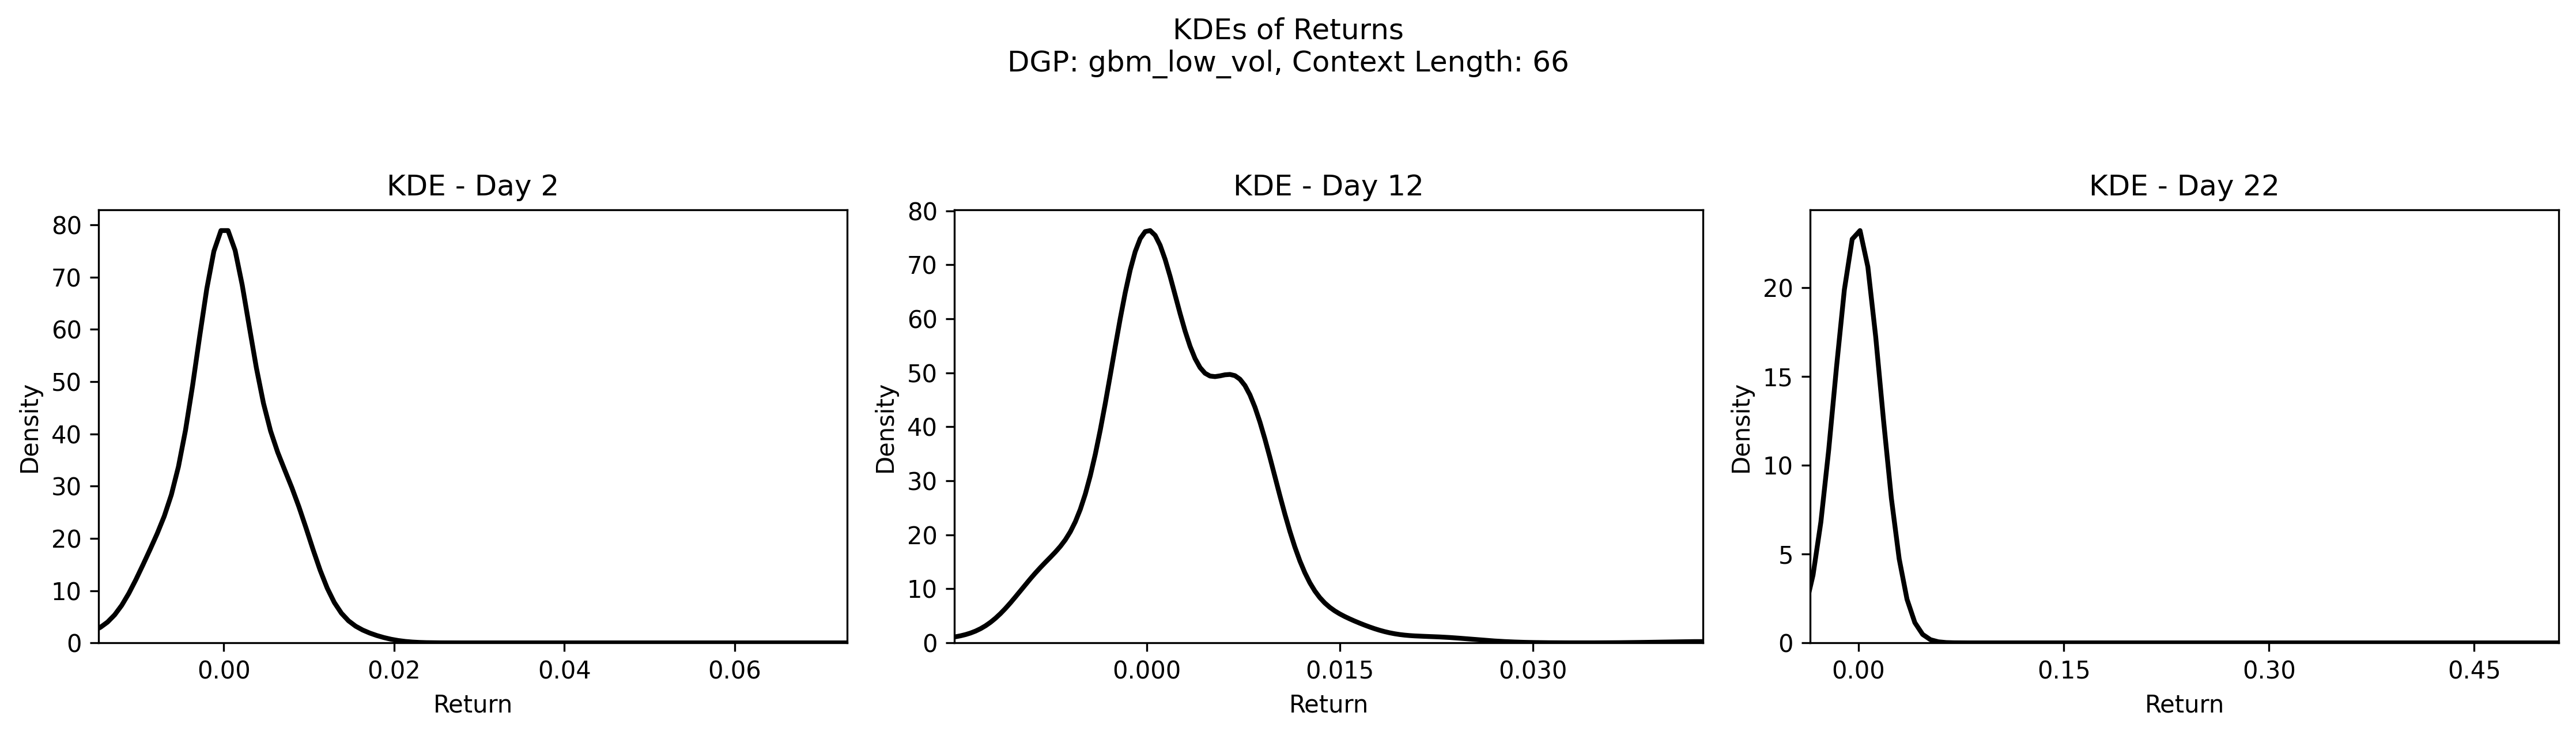 KDEs of Returns
DGP: gbm_low_vol, Context Length: 66
KDE - Day 2
80
70
60
50
40
30
20
10
0
Density
0.00 0.02 0.04 0.06
Return
KDE - Day 12
80
70
60
50
40
30
20
10
0
Density
0.000 0.015 0.030
Return
KDE - Day 22
20
15
10
5
0
Density
0.00 0.15 0.30 0.45
Return